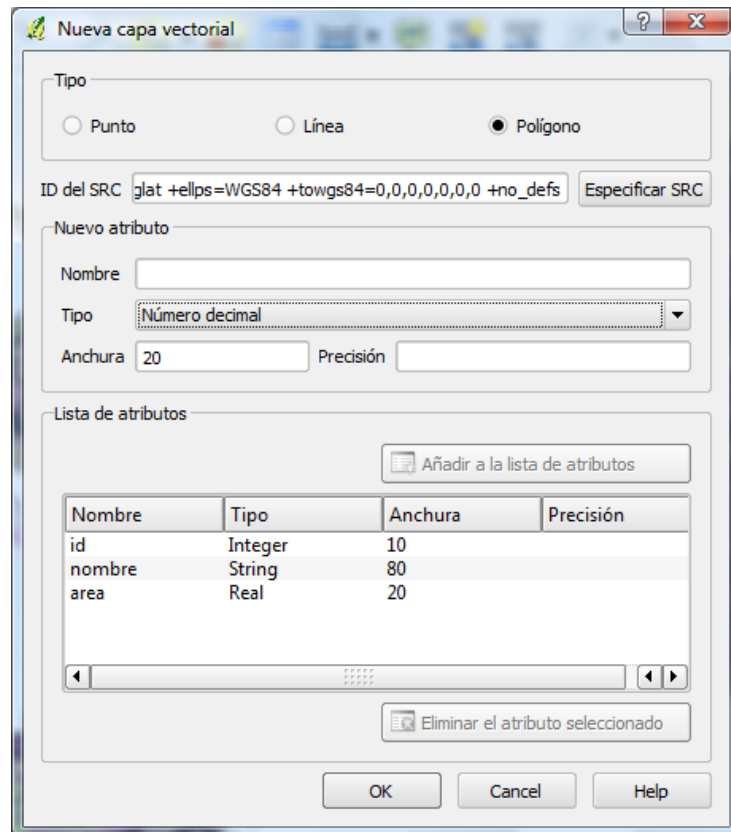 Nueva capa vectorial
Tipo
Punto
Línea
Polígono
ID del SRC glat +ellps=WGS84 +towgs84=0,0,0,0,0,0,0 +no_defs Especificar SRC
Nuevo atributo
Nombre
Tipo Número decimal
Anchura 20 Precisión
Lista de atributos
Añadir a la lista de atributos
Nombre Tipo Anchura Precisión
id Integer 10
nombre String 80
area Real 20
Eliminar el atributo seleccionado
OK Cancel Help